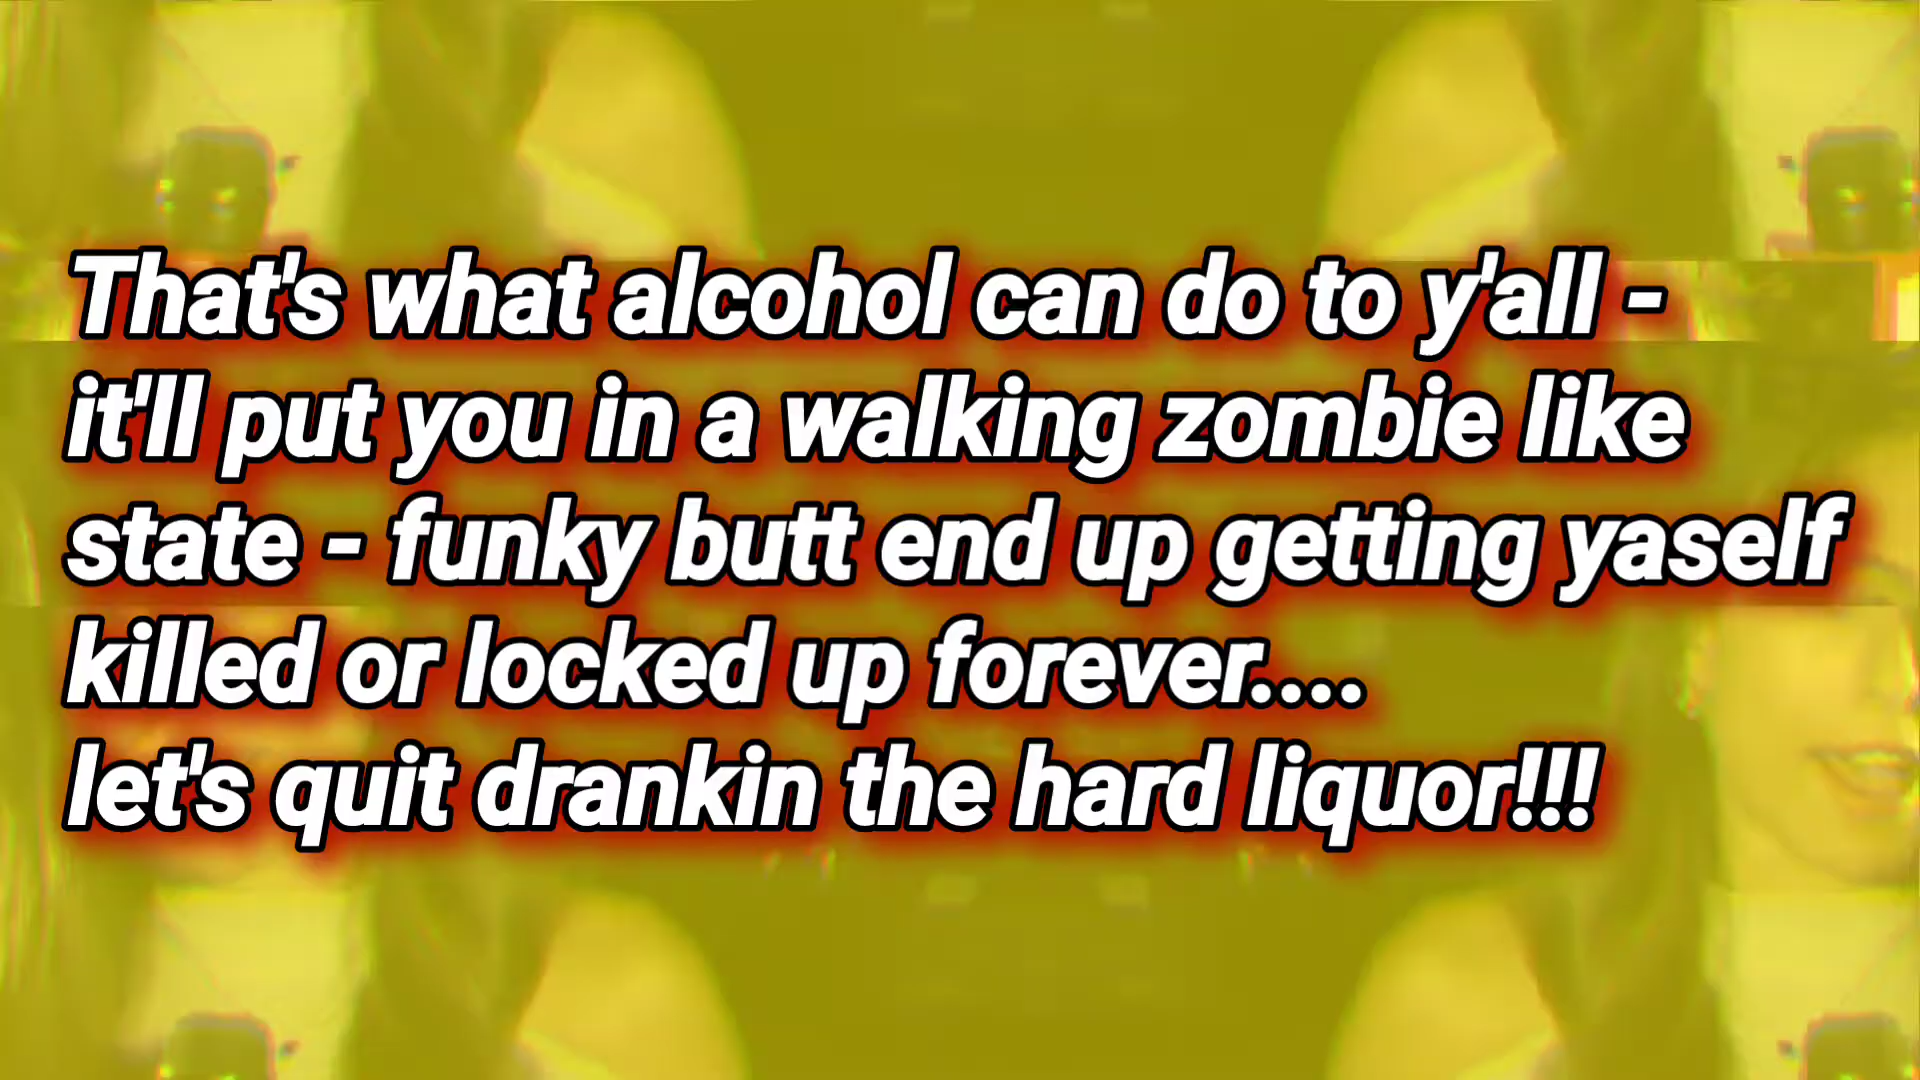 That's what alcohol can do to y'all -
it'll put you in a walking zombie like
state - funky butt end up getting yaself
killed or locked up forever....
let's quit drankin the hard liquor!!!